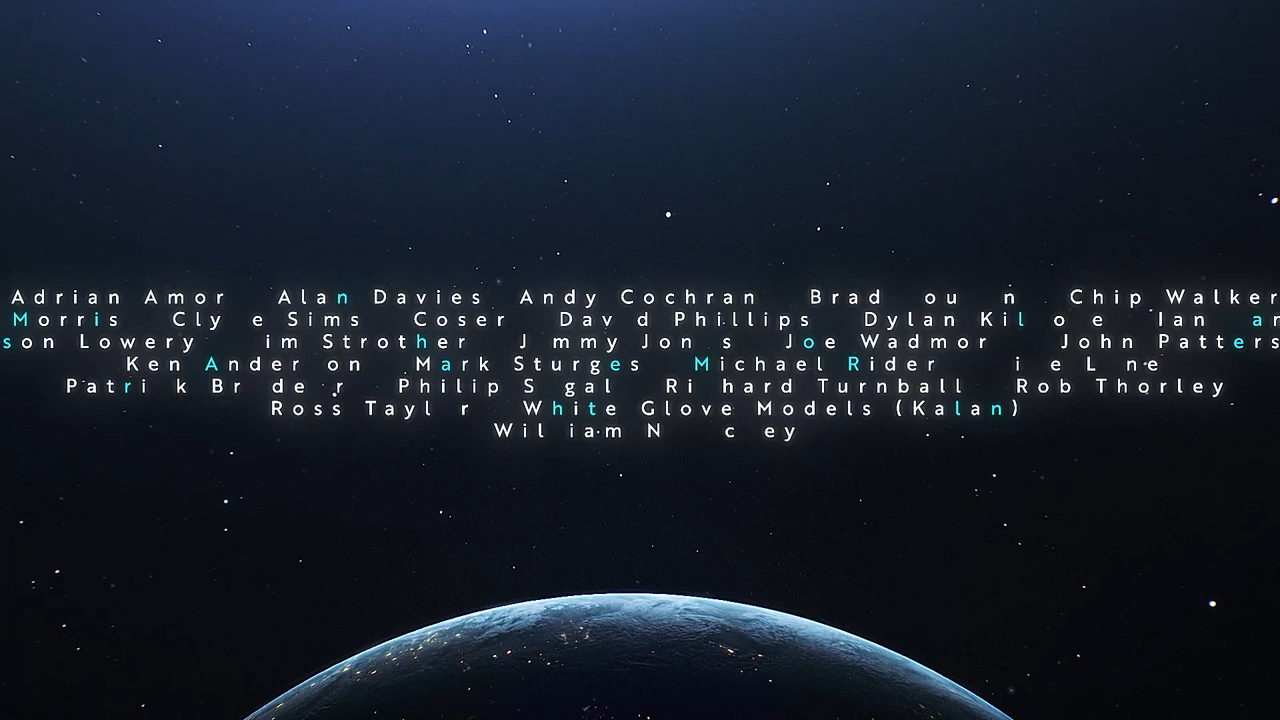 Adrian Amor Alan Davies Andy Cochran Brad ou n Chip Walker
Morris Cly e Sims Coser Dav d Phillips Dylan Kil o e Ian ar
son Lowery im Strother J mmy Jon s Joe Wadmor John Patters
Ken Ander on Mark Sturges Michael Rider i e L ne
Patri k Br de r Philip S gal Ri hard Turnball Rob Thorley
Ross Tayl r White Glove Models (Kalan)
Wil iam N c ey